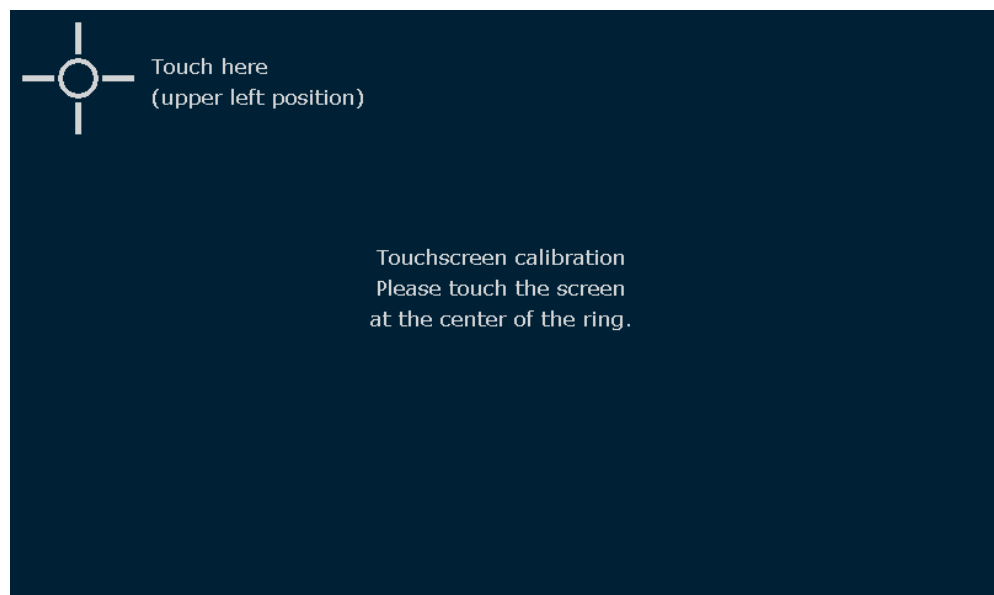 Touch here
(upper left position)
Touchscreen calibration
Please touch the screen
at the center of the ring.